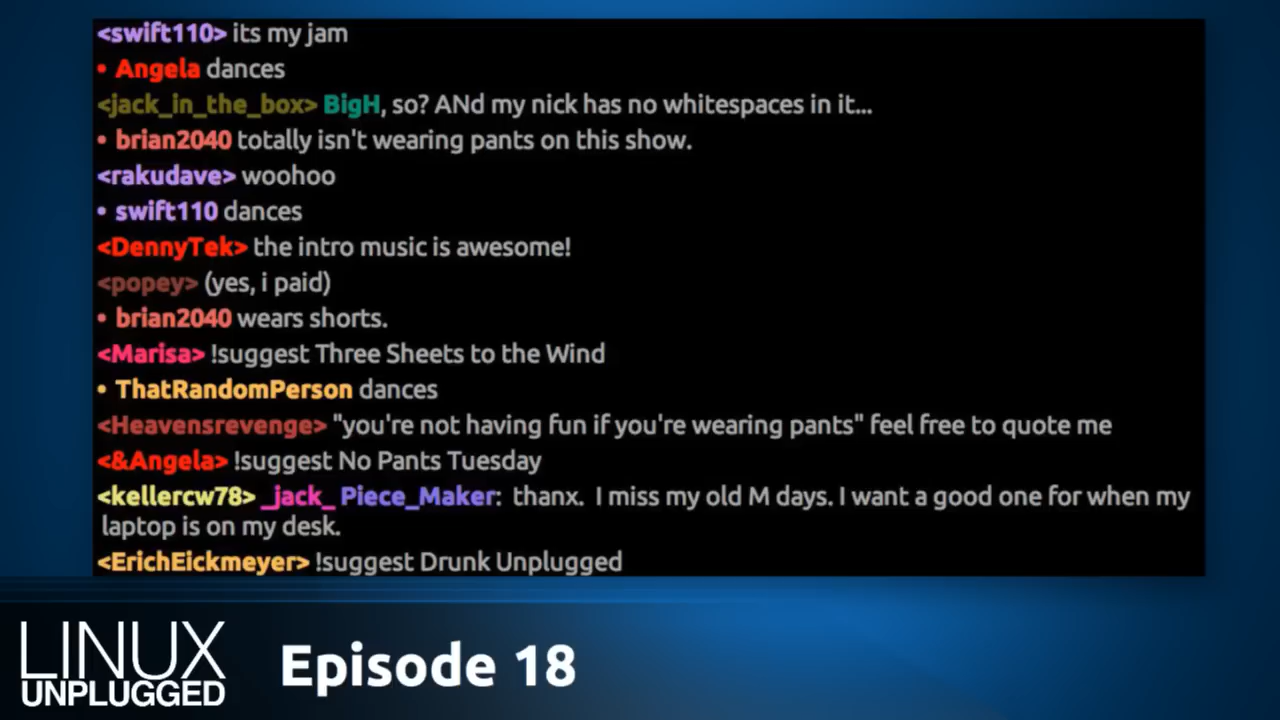 <swift110> its my jam
• Angela dances
<jack_in_the_box> BigH, so? ANd my nick has no whitespaces in it...
• brian2040 totally isn't wearing pants on this show.
<rakudave> woohoo
• swift110 dances
<DennyTek> the intro music is awesome!
<popey> (yes, i paid)
• brian2040 wears shorts.
<Marisa> !suggest Three Sheets to the Wind
• ThatRandomPerson dances
<Heavensrevenge> "you're not having fun if you're wearing pants" feel free to quote me
<&Angela> !suggest No Pants Tuesday
<kellercw78> _jack_ Piece_Maker: thanx. I miss my old M days. I want a good one for when my
laptop is on my desk.
<ErichEickmeyer> !suggest Drunk Unplugged
LINUX
UNPLUGGED
Episode 18